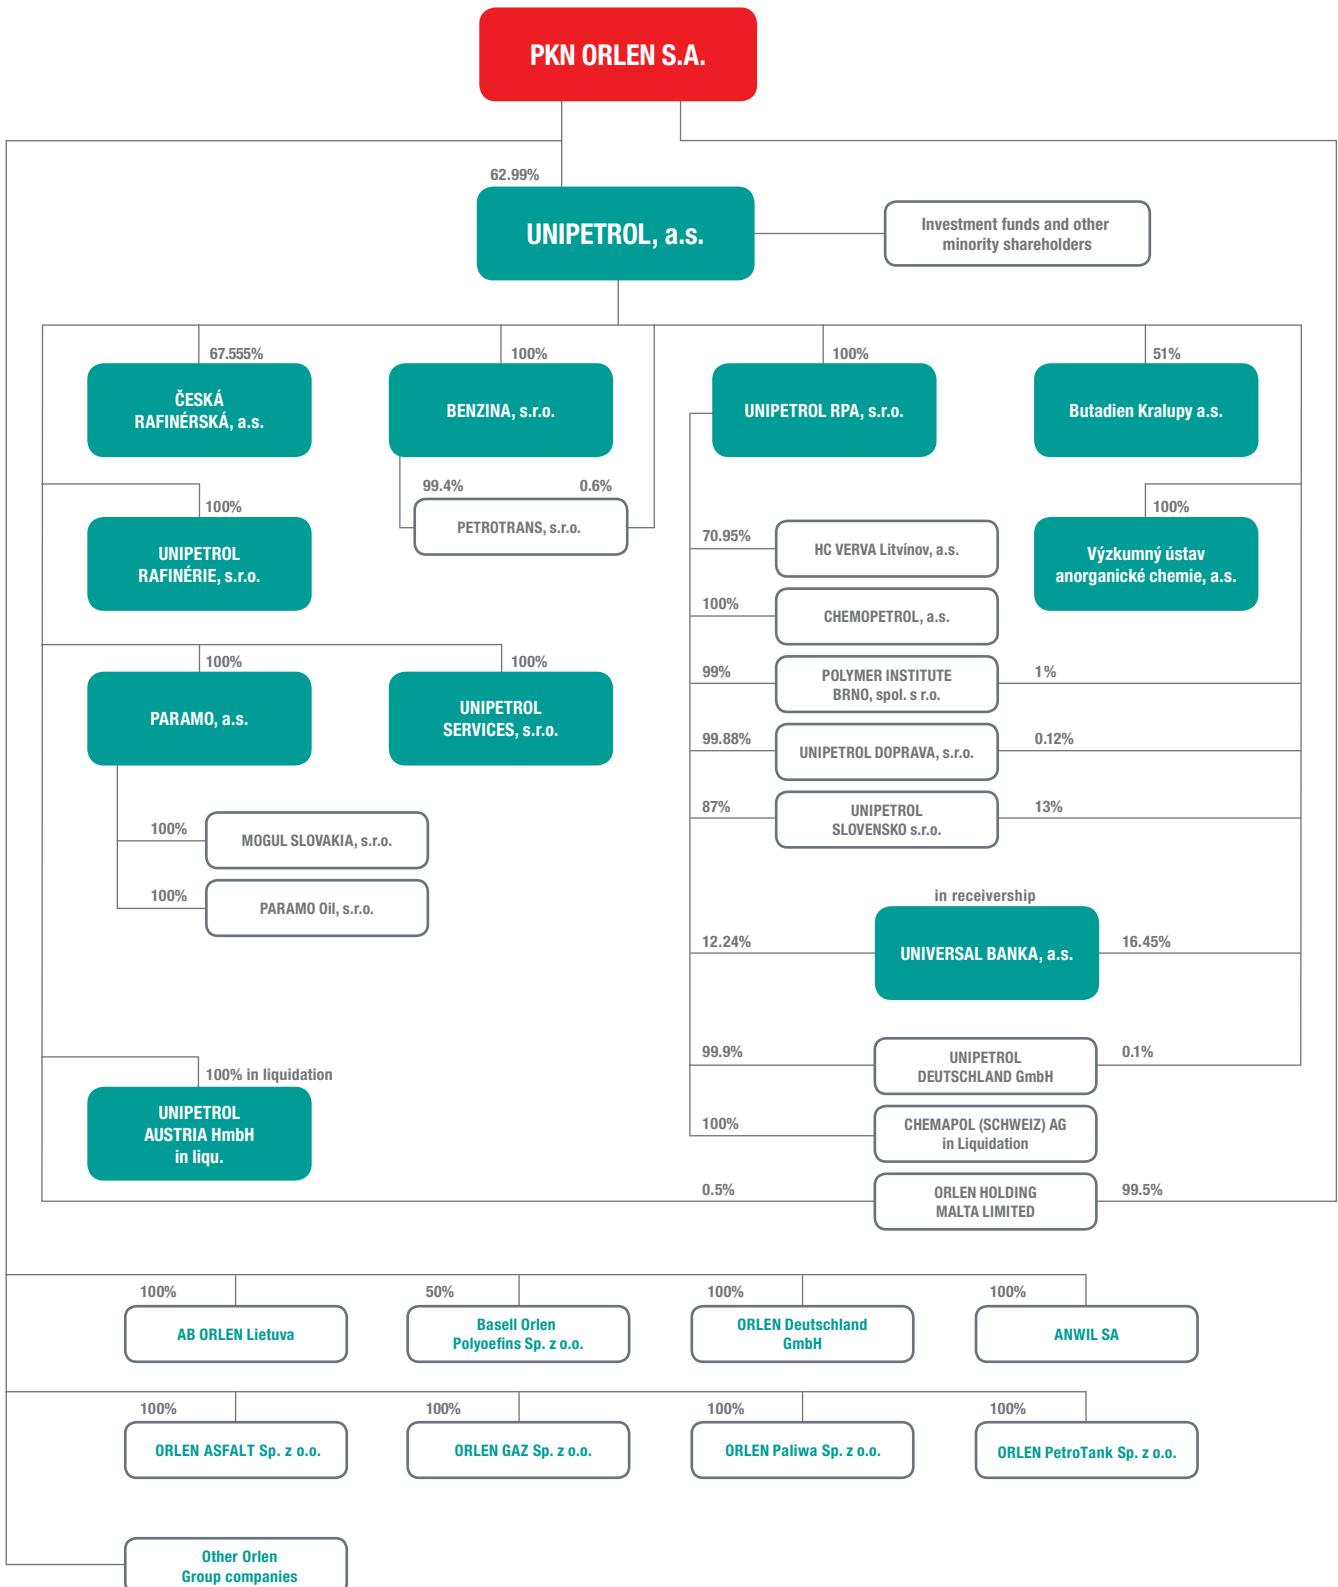 PKN ORLEN S.A.
62.99%
UNIPETROL, a.s.
Investment funds and other
minority shareholders
67.555%
100%
100%
51%
ČESKÁ
RAFINÉRSKÁ, a.s.
BENZINA, s.r.o.
UNIPETROL RPA, s.r.o.
Butadien Kralupy a.s.
99.4%
0.6%
PETROTRANS, s.r.o.
100%
UNIPETROL
RAFINÉRIE, s.r.o.
100%
Výzkumný ústav
anorganické chemie, a.s.
70.95%
HC VERVA Litvínov, a.s.
100%
CHEMOPETROL, a.s.
99%
POLYMER INSTITUTE
BRNO, spol. s r.o.
1%
100%
PARAMO, a.s.
100%
UNIPETROL
SERVICES, s.r.o.
99.88%
UNIPETROL DOPRAVA, s.r.o.
0.12%
87%
UNIPETROL
SLOVENSKO s.r.o.
13%
100%
MOGUL SLOVAKIA, s.r.o.
100%
PARAMO Oil, s.r.o.
in receivership
12.24%
UNIVERSAL BANKA, a.s.
16.45%
99.9%
UNIPETROL
DEUTSCHLAND GmbH
0.1%
100% in liquidation
UNIPETROL
AUSTRIA HmbH
in liqu.
100%
CHEMAPOL (SCHWEIZ) AG
in Liquidation
0.5%
ORLEN HOLDING
MALTA LIMITED
99.5%
100%
50%
100%
100%
AB ORLEN Lietuva
Basell Orlen
Polyoefins Sp. z o.o.
ORLEN Deutschland
GmbH
ANWIL SA
100%
100%
100%
100%
ORLEN ASFALT Sp. z o.o.
ORLEN GAZ Sp. z o.o.
ORLEN Paliwa Sp. z o.o.
ORLEN PetroTank Sp. z o.o.
Other Orlen
Group companies